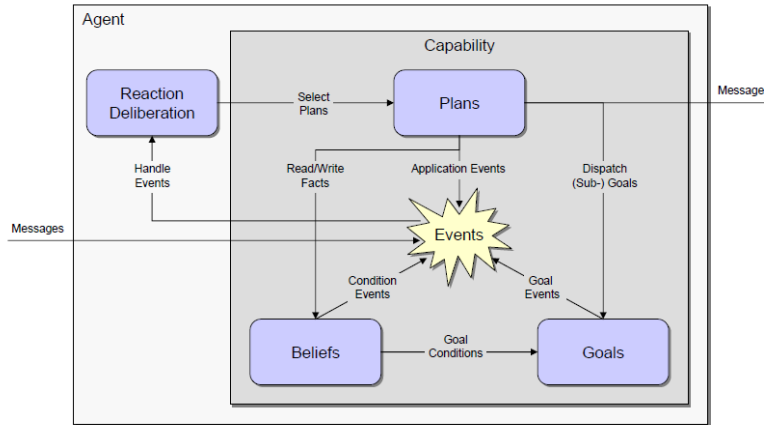 Agent
Capability
Reaction
Deliberation
Select
Plans
Plans
Message
Handle
Events
Read/Write
Facts
Application Events
Dispatch
(Sub-) Goals
Messages
Events
Condition
Events
Goal
Events
Beliefs
Goal
Conditions
Goals